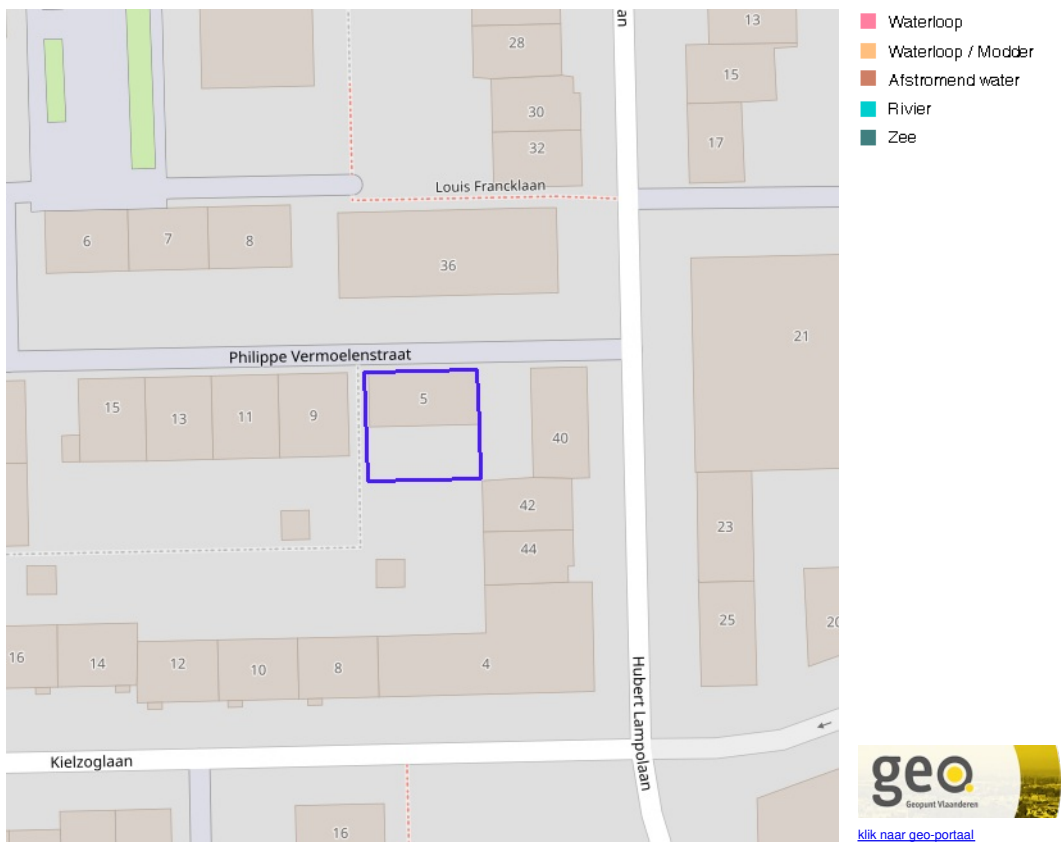 an
28
13
15
30
32
17
Louis Francklaan
6
7
8
36
21
Philippe Vermoelenstraat
15
13
11
9
5
40
42
44
23
25
20
16
14
12
10
8
4
Hubert Lampolaan
Kielzoglaan
16
Waterloop
Waterloop / Modder
Afstromend water
Rivier
Zee
geo
Geopunt Vlaanderen
klik naar geo-portaal